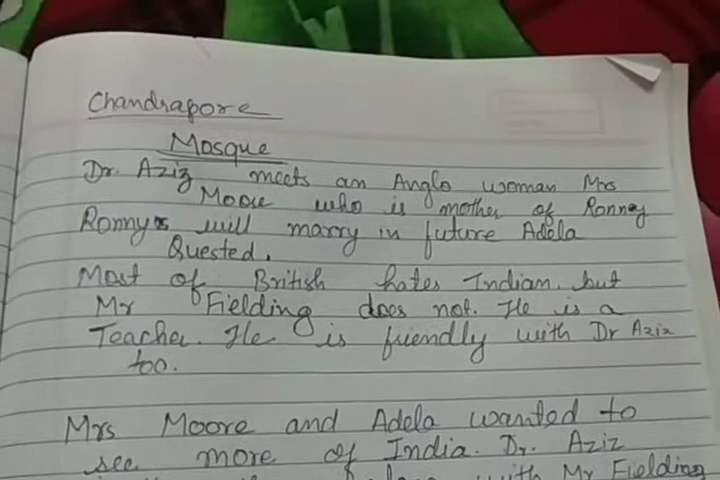 Chandrapore
Mosque
Dr. Aziz meets an Anglo woman Mrs
Moore who is mother of Ronney
Ronny will marry in future Adela
Quested.
Most of British hates Indian. but
Mr Fielding does not. He is a
Teacher. He is friendly with Dr Aziz
too.
Mrs Moore and Adela wanted to
see more of India. Dr. Aziz
with Mr Fielding